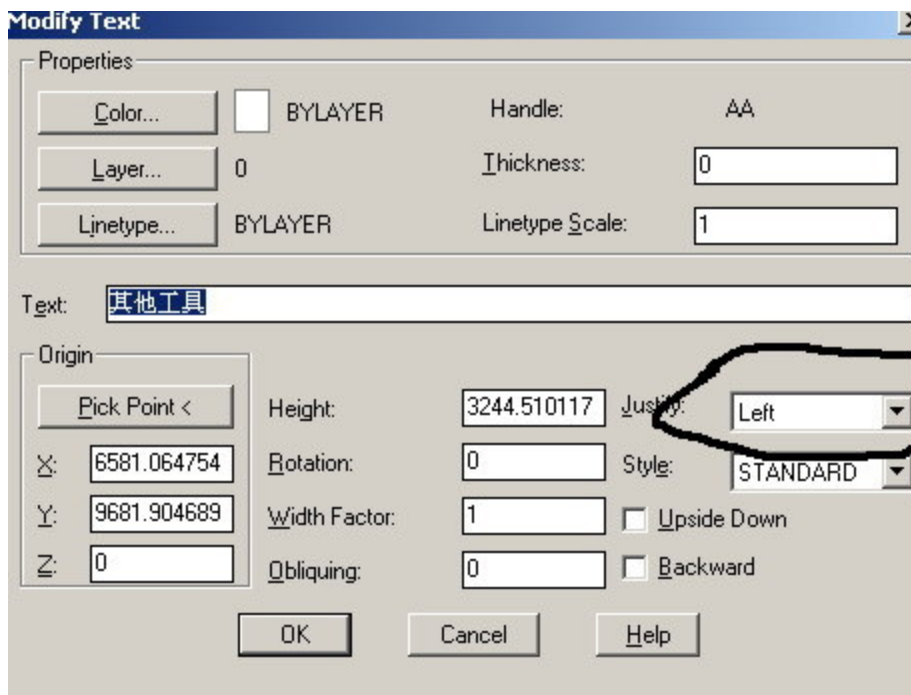 Modify Text
Properties
Color... BYLAYER Handle: AA
Layer... 0 Thickness: 0
Linetype... BYLAYER Linetype Scale: 1
Text: 其他工具
Origin
Pick Point < Height: 3244.510117 Justify: Left
X: 6581.064754 Rotation: 0 Style: STANDARD
Y: 9681.904689 Width Factor: 1 Upside Down
Z: 0 Obliquing: 0 Backward
OK Cancel Help